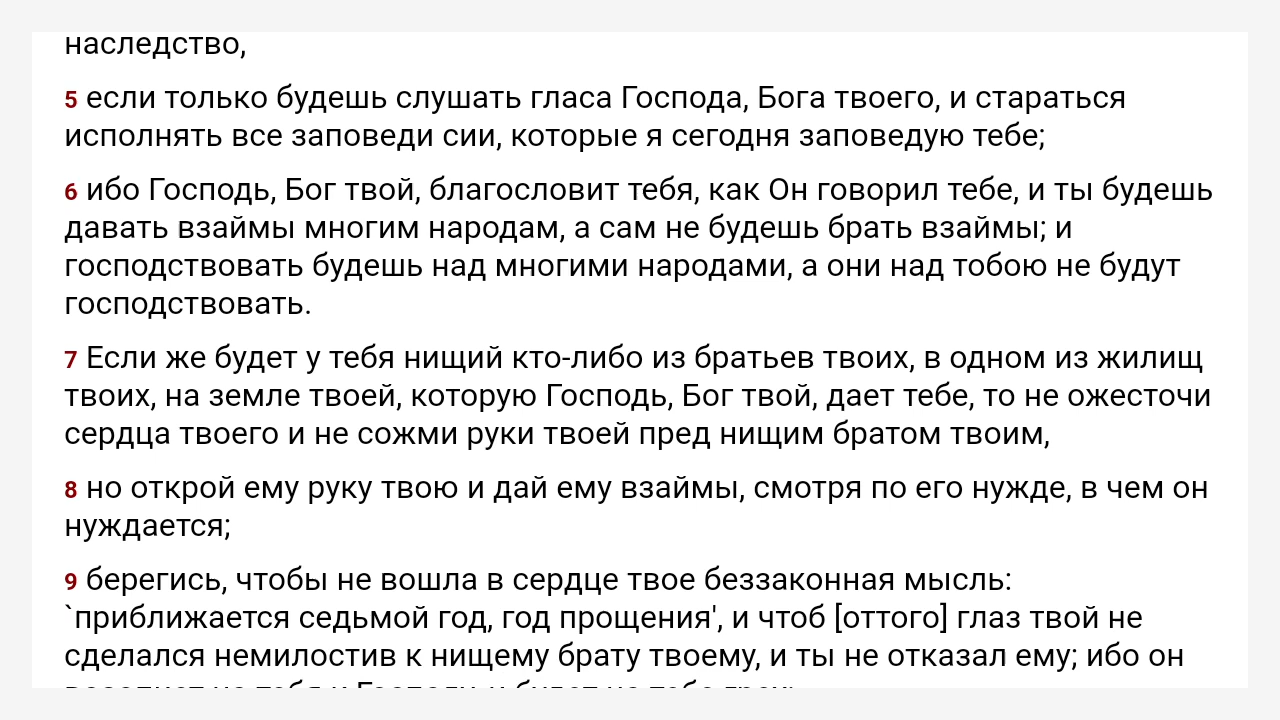 наследство,
5 если только будешь слушать гласа Господа, Бога твоего, и стараться
исполнять все заповеди сии, которые я сегодня заповедую тебе;
6 ибо Господь, Бог твой, благословит тебя, как Он говорил тебе, и ты будешь
давать взаймы многим народам, а сам не будешь брать взаймы; и
господствовать будешь над многими народами, а они над тобою не будут
господствовать.
7 Если же будет у тебя нищий кто-либо из братьев твоих, в одном из жилищ
твоих, на земле твоей, которую Господь, Бог твой, дает тебе, то не ожесточи
сердца твоего и не сожми руки твоей пред нищим братом твоим,
8 но открой ему руку твою и дай ему взаймы, смотря по его нужде, в чем он
нуждается;
9 берегись, чтобы не вошла в сердце твое беззаконная мысль:
`приближается седьмой год, год прощения', и чтоб [оттого] глаз твой не
сделался немилостив к нищему брату твоему, и ты не отказал ему; ибо он